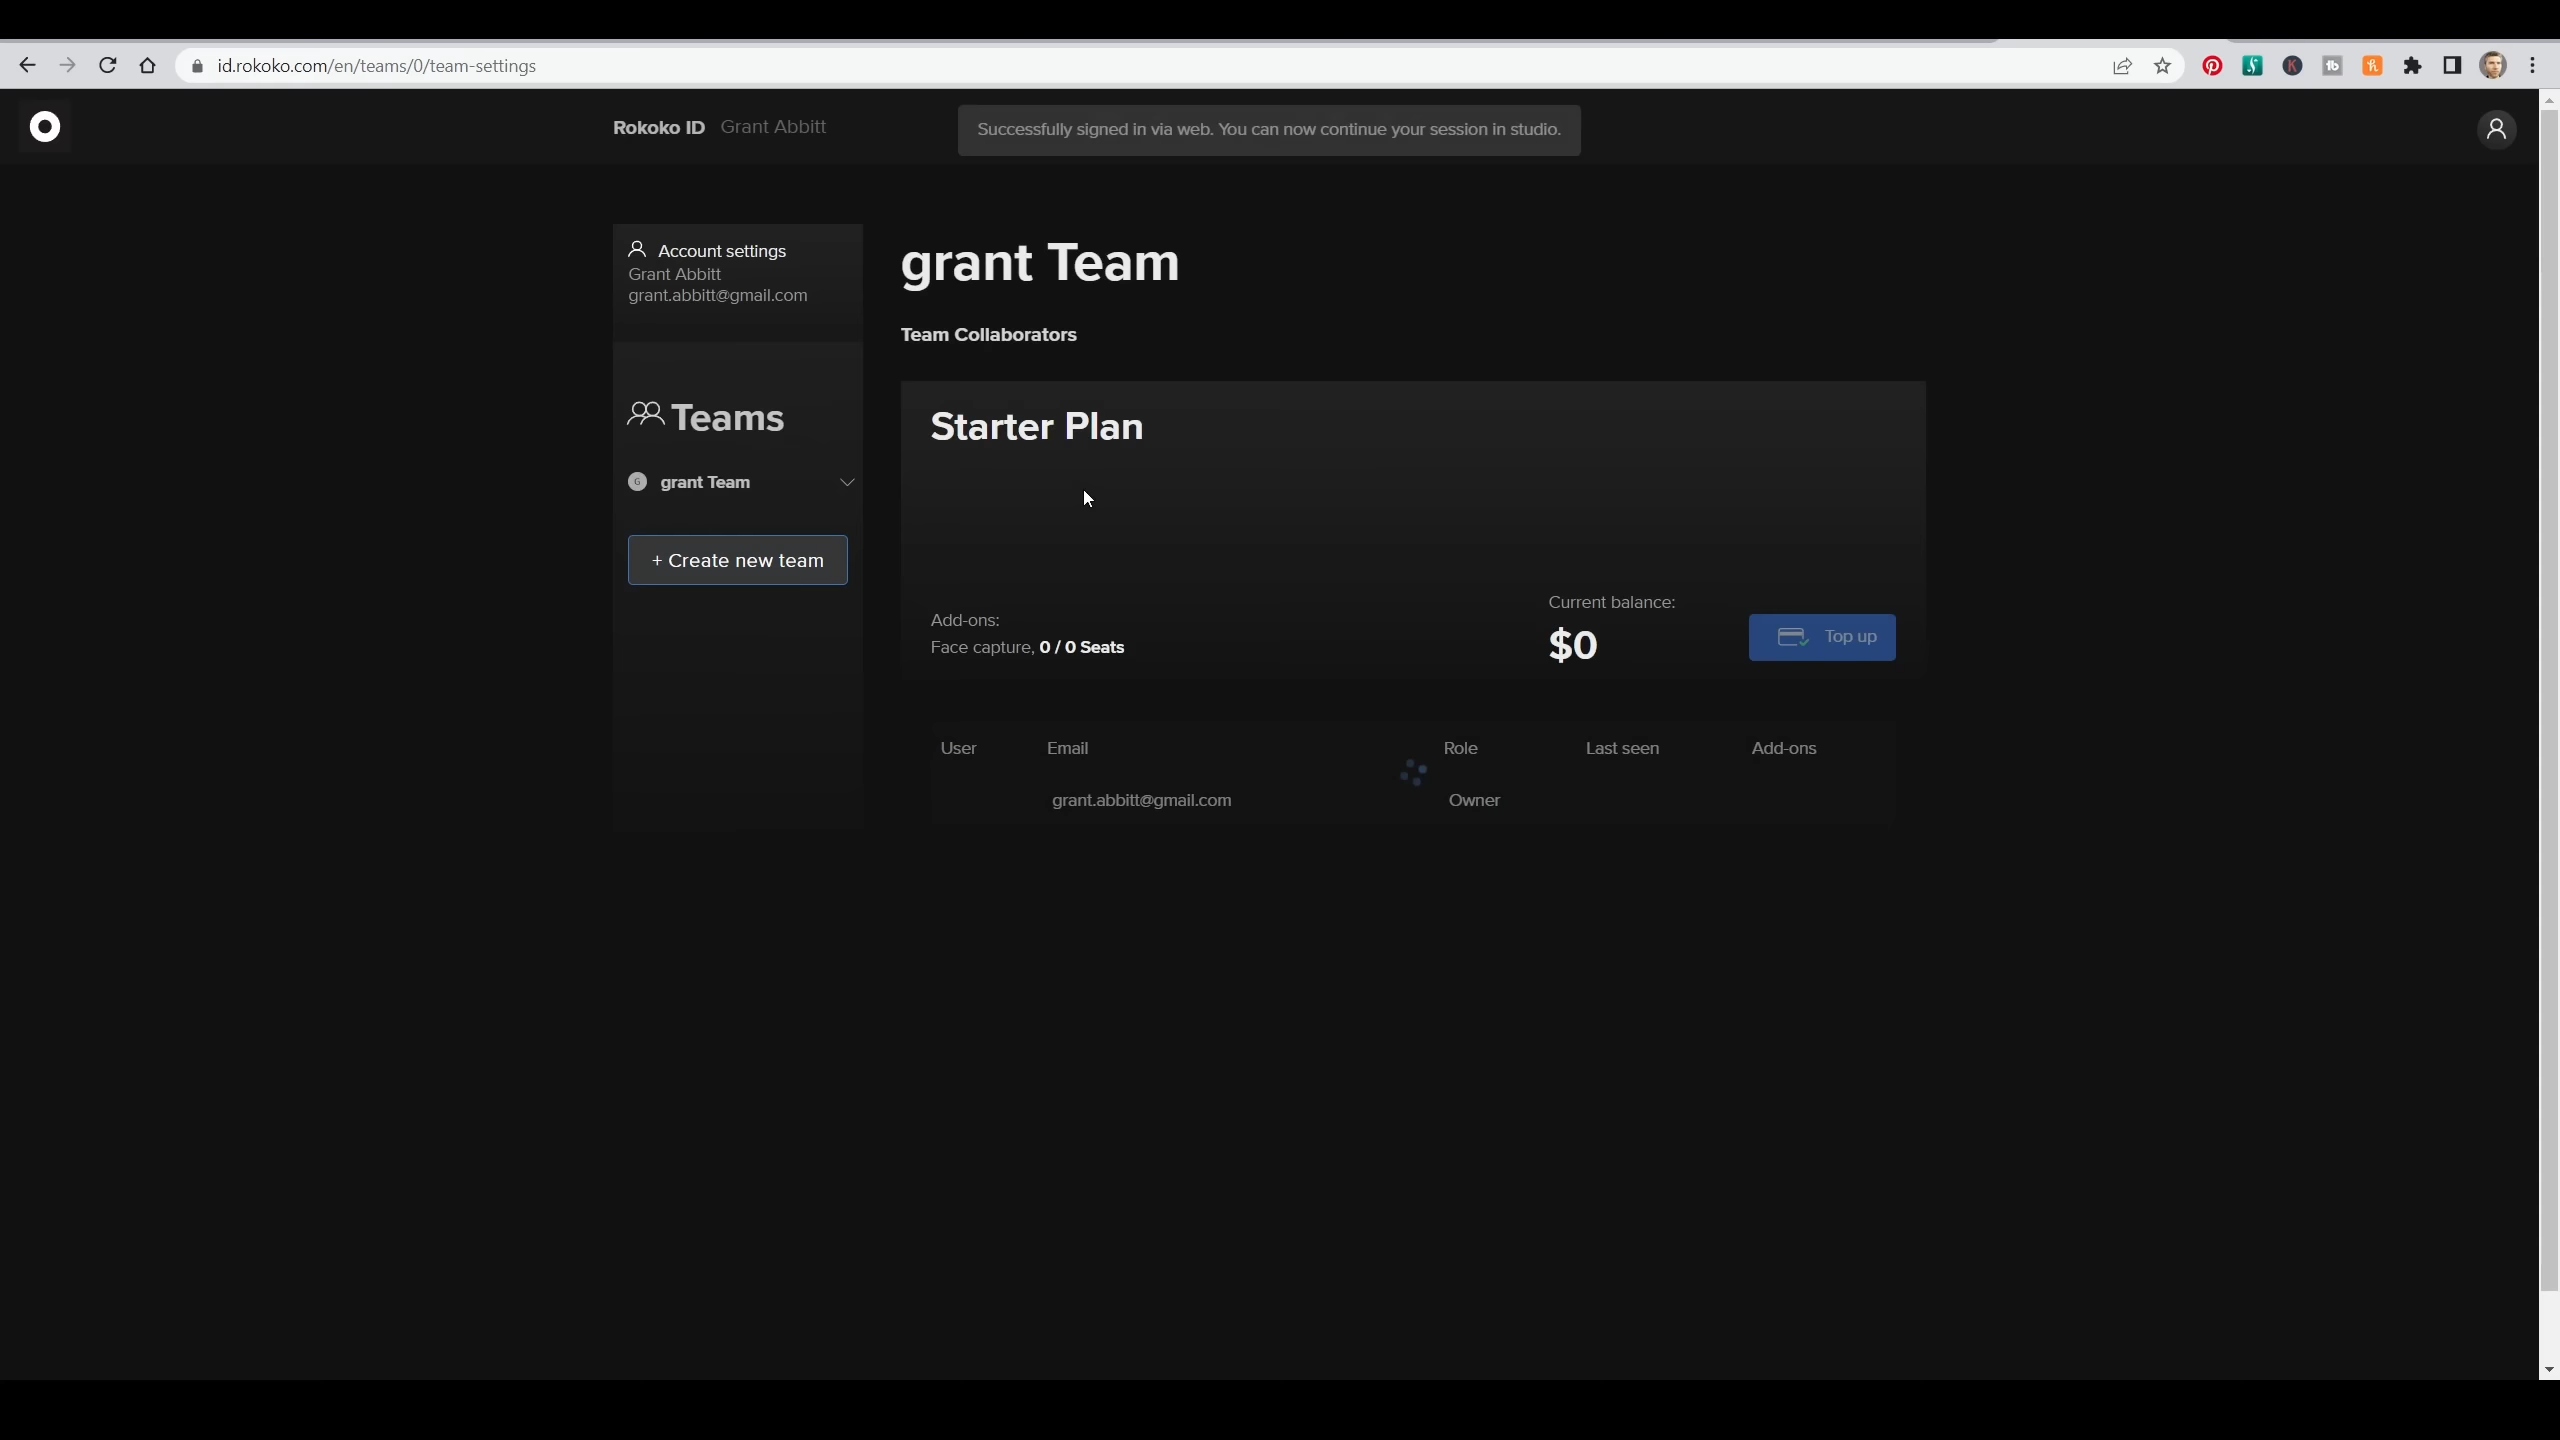 id.rokoko.com/en/teams/0/team-settings
Rokoko ID Grant Abbitt
Successfully signed in via web. You can now continue your session in studio.
Account settings
Grant Abbitt
grant.abbitt@gmail.com
Teams
G grant Team
+ Create new team
grant Team
Team Collaborators
Starter Plan
Add-ons:
Face capture, 0 / 0 Seats
Current balance:
$0
Top up
User Email Role Last seen Add-ons
grant.abbitt@gmail.com Owner